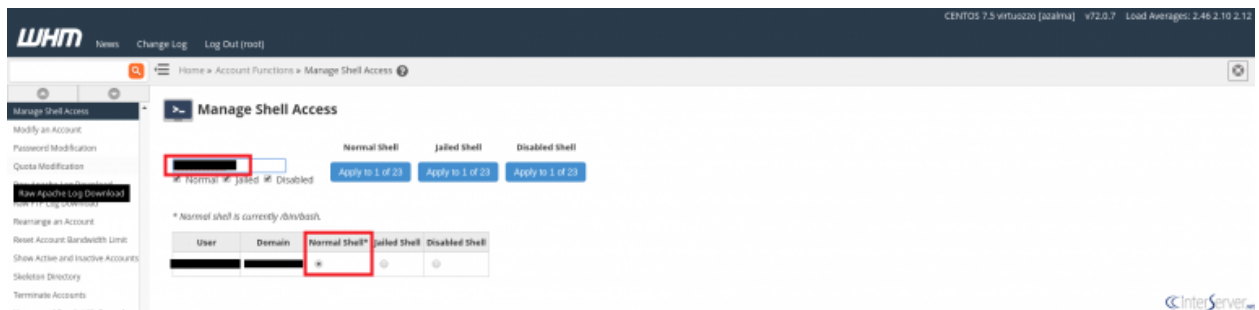 CENTOS 7.5 virtuozzo [azalma] v72.0.7 Load Averages: 2.46 2.10 2.12
WHM News Change Log Log Out (root)
Home » Account Functions » Manage Shell Access
Manage Shell Access
Modify an Account
Password Modification
Quota Modification
Raw Apache Log Download
Raw FTP Log Download
Rearrange an Account
Reset Account Bandwidth Limit
Show Active and Inactive Accounts
Skeleton Directory
Terminate Accounts
Manage Shell Access
Normal Shell Jailed Shell Disabled Shell
Apply to 1 of 23 Apply to 1 of 23 Apply to 1 of 23
Normal Jailed Disabled
* Normal shell is currently /bin/bash.
User Domain Normal Shell* Jailed Shell Disabled Shell
InterServer.net